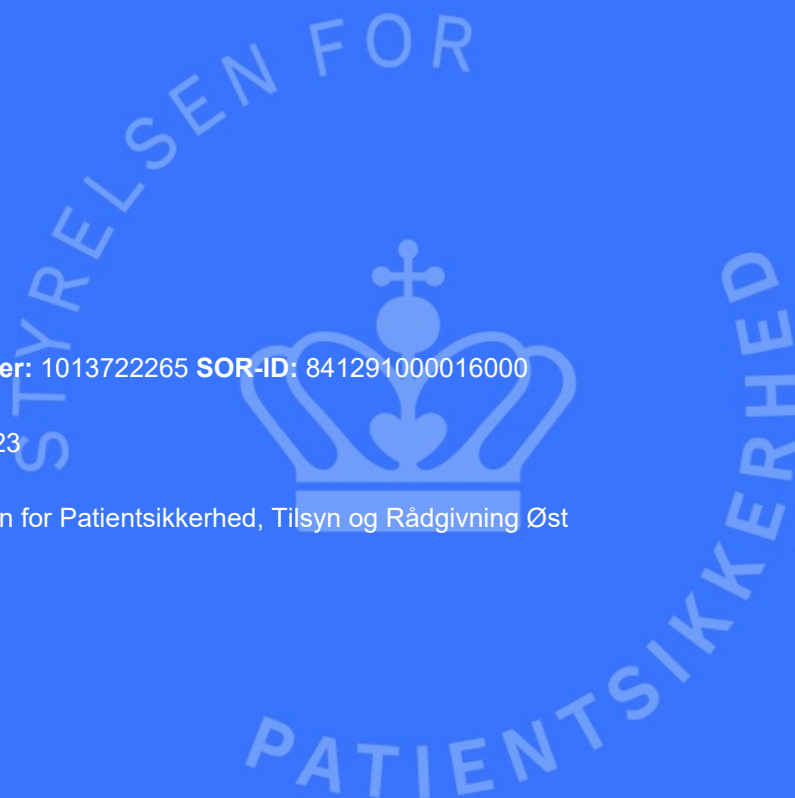 STYRELSEN FOR
PATIENTSIKKERHED
er: 1013722265 SOR-ID: 841291000016000
23
n for Patientsikkerhed, Tilsyn og Rådgivning Øst